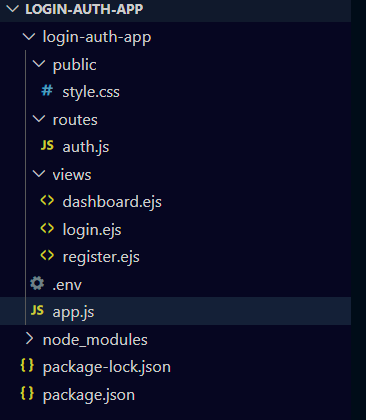 LOGIN-AUTH-APP
login-auth-app
public
# style.css
routes
JS auth.js
views
<> dashboard.ejs
<> login.ejs
<> register.ejs
.env
JS app.js
node_modules
{} package-lock.json
{} package.json